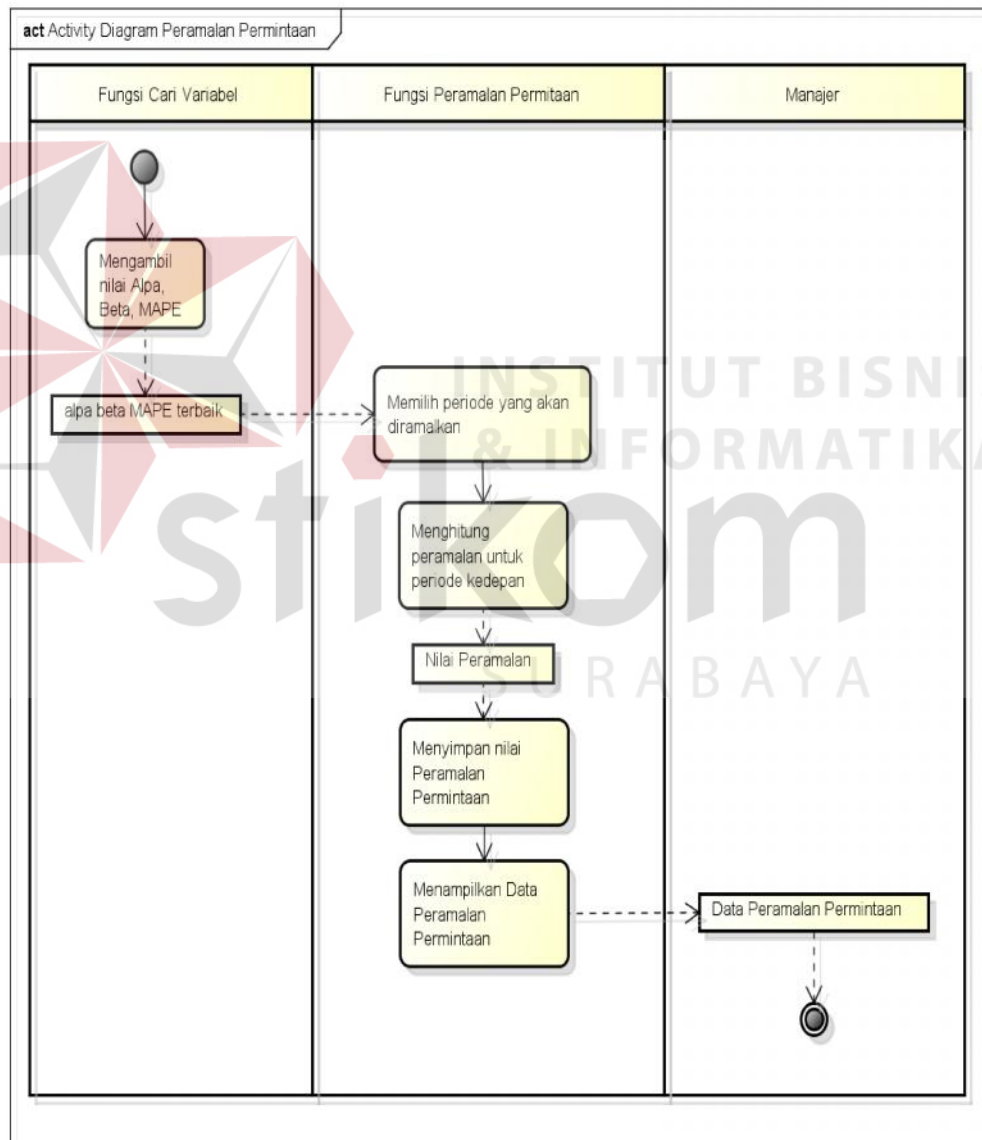 act Activity Diagram Peramalan Permintaan
Fungsi Cari Variabel
Fungsi Peramalan Permitaan
Manajer
Mengambil
nilai Alpa,
Beta, MAPE
alpa beta MAPE terbaik
Memilih periode yang akan
diramalkan
Menghitung
peramalan untuk
periode kedepan
Nilai Peramalan
Menyimpan nilai
Peramalan
Permintaan
Menampilkan Data
Peramalan
Permintaan
Data Peramalan Permintaan
INSTITUT BISNI
& INFORMATIKA
stikom
SURABAYA